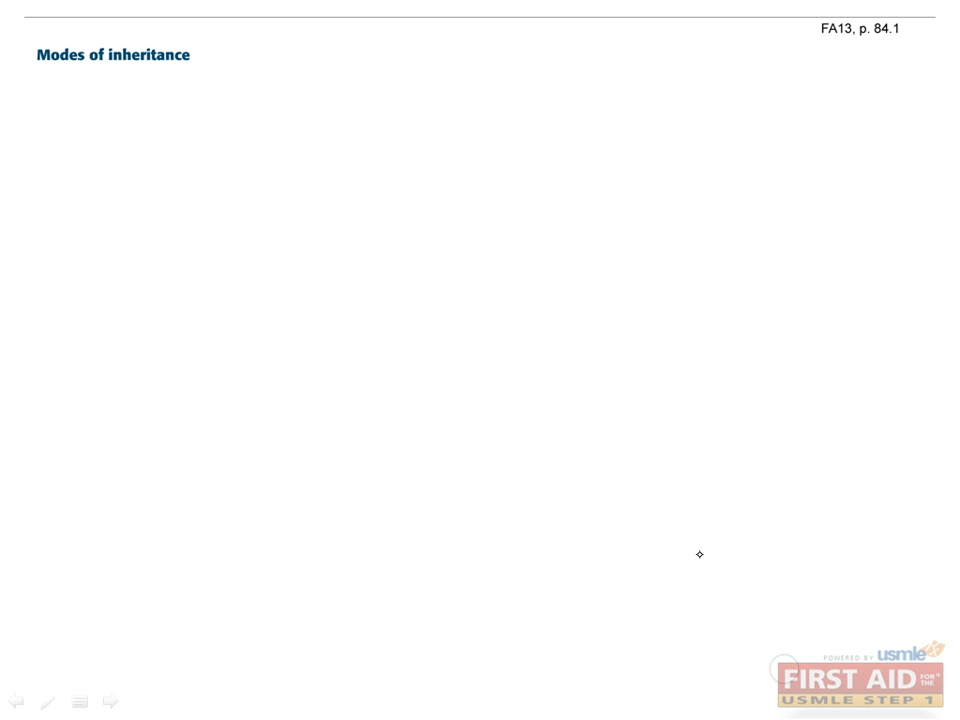 FA13, p. 84.1
Modes of inheritance
POWERED BY usmle
FIRST AID FOR THE
USMLE STEP 1